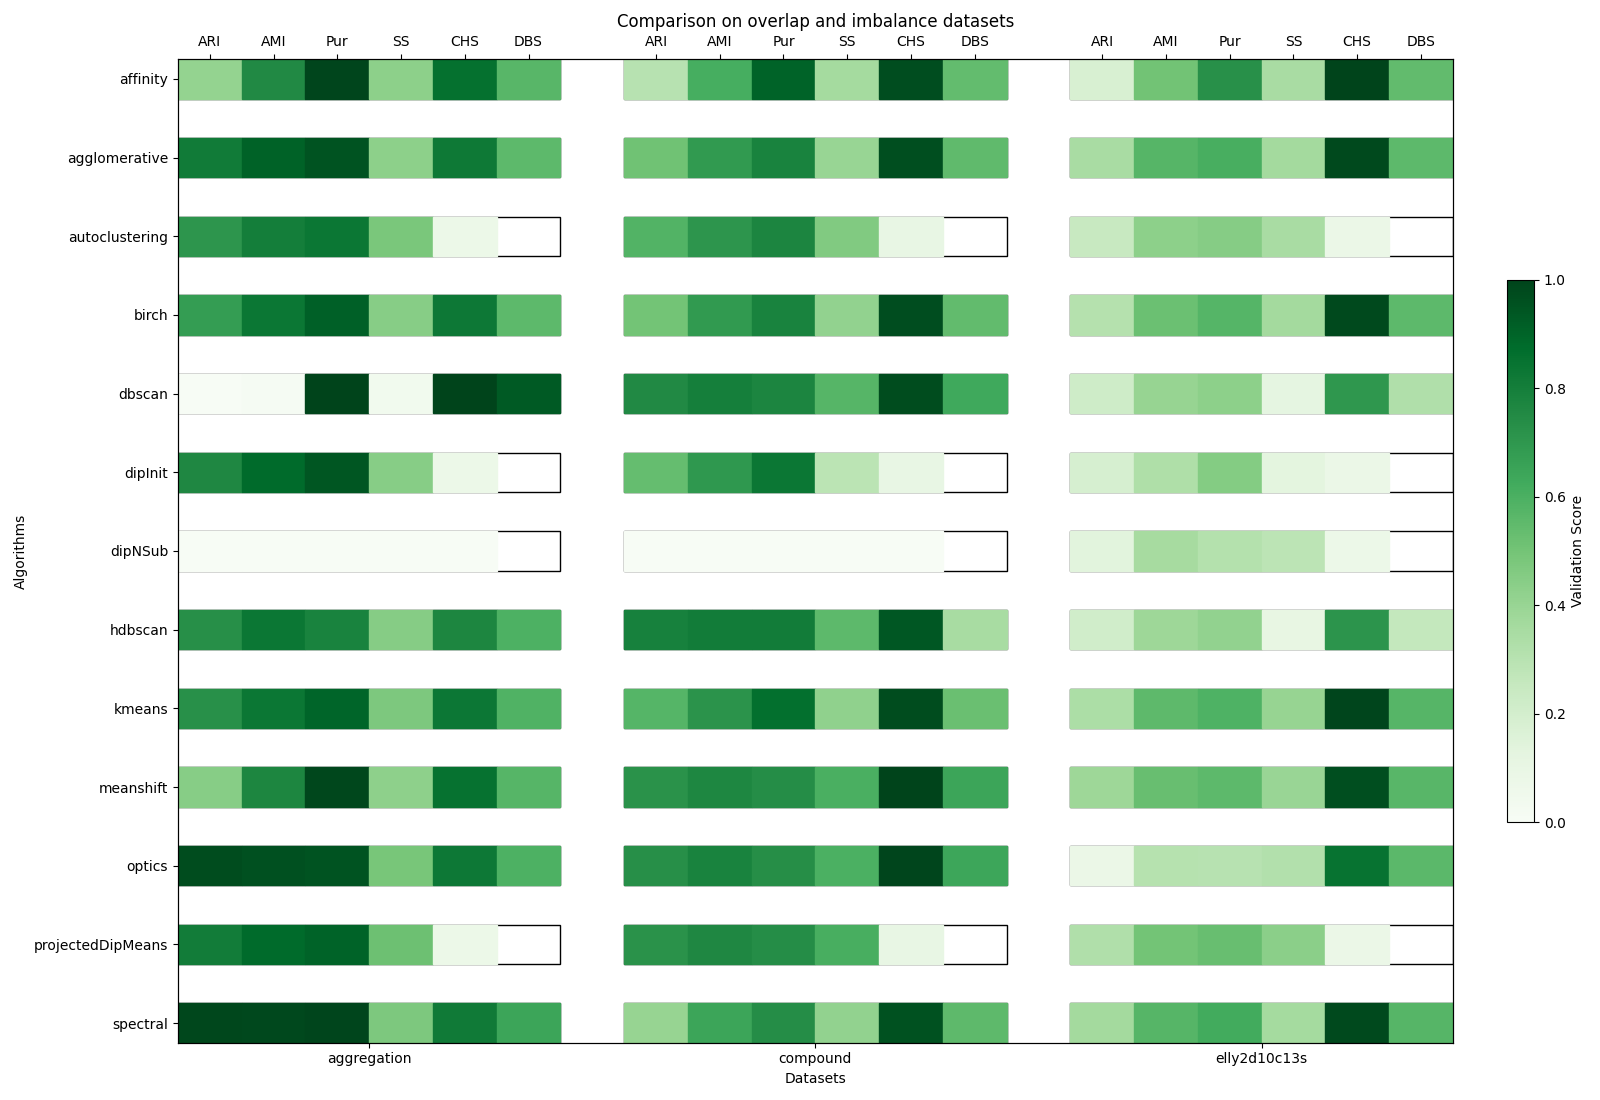 Comparison on overlap and imbalance datasets
ARI AMI Pur SS CHS DBS ARI AMI Pur SS CHS DBS ARI AMI Pur SS CHS DBS
affinity
agglomerative
autoclustering
birch
dbscan
dipInit
dipNSub
hdbscan
kmeans
meanshift
optics
projectedDipMeans
spectral
Algorithms
aggregation compound elly2d10c13s
Datasets
1.0
0.8
0.6
0.4
0.2
0.0
Validation Score